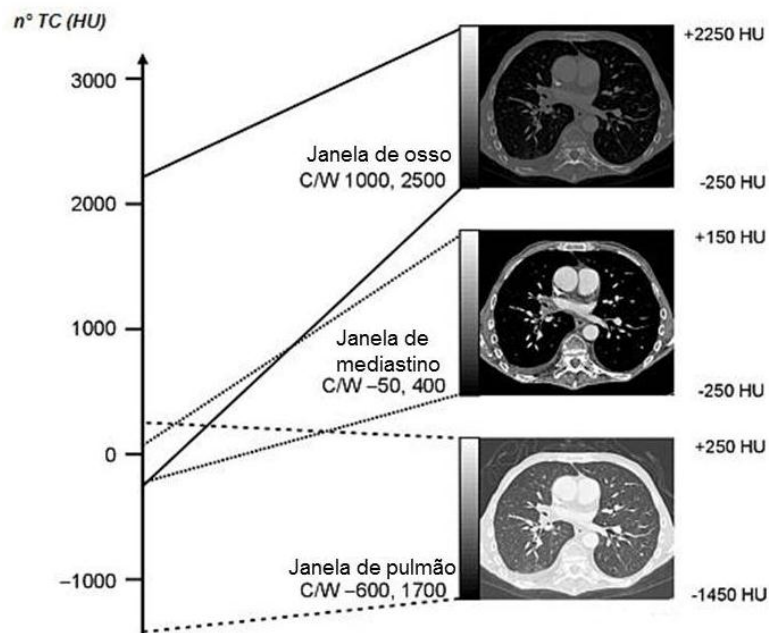 nº TC (HU)
3000
2000
1000
0
−1000
Janela de osso
C/W 1000, 2500
+2250 HU
-250 HU
Janela de
mediastino
C/W −50, 400
+150 HU
-250 HU
Janela de pulmão
C/W −600, 1700
+250 HU
-1450 HU